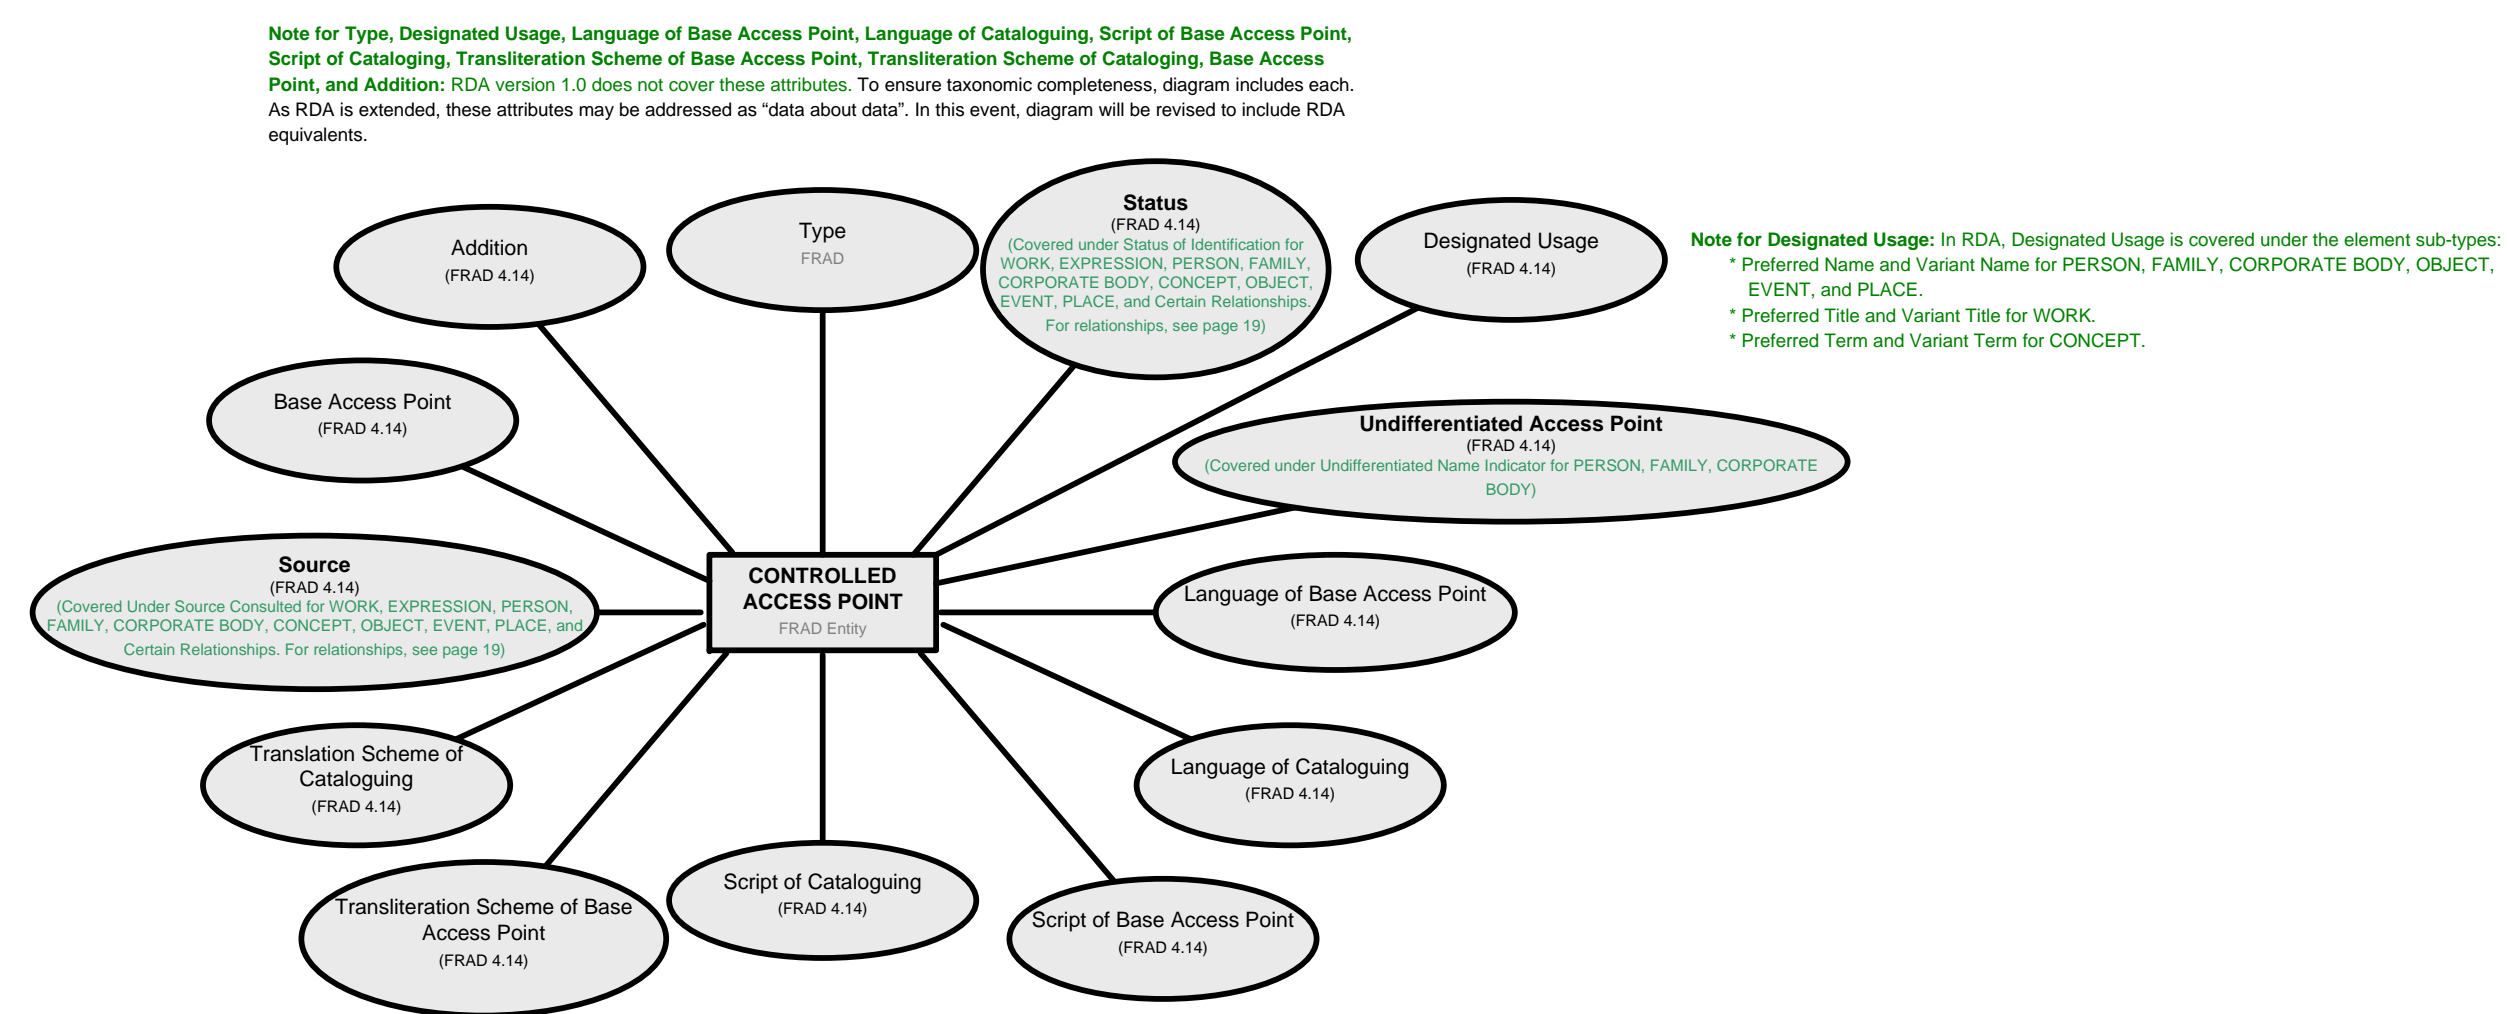 Note for Type, Designated Usage, Language of Base Access Point, Language of Cataloguing, Script of Base Access Point,
Script of Cataloging, Transliteration Scheme of Base Access Point, Transliteration Scheme of Cataloging, Base Access
Point, and Addition: RDA version 1.0 does not cover these attributes. To ensure taxonomic completeness, diagram includes each.
As RDA is extended, these attributes may be addressed as “data about data”. In this event, diagram will be revised to include RDA
equivalents.
Addition
(FRAD 4.14)
Type
FRAD
Status
(FRAD 4.14)
(Covered under Status of Identification for
WORK, EXPRESSION, PERSON, FAMILY,
CORPORATE BODY, CONCEPT, OBJECT,
EVENT, PLACE, and Certain Relationships.
For relationships, see page 19)
Designated Usage
(FRAD 4.14)
Note for Designated Usage: In RDA, Designated Usage is covered under the element sub-types:
* Preferred Name and Variant Name for PERSON, FAMILY, CORPORATE BODY, OBJECT,
EVENT, and PLACE.
* Preferred Title and Variant Title for WORK.
* Preferred Term and Variant Term for CONCEPT.
Base Access Point
(FRAD 4.14)
Undifferentiated Access Point
(FRAD 4.14)
(Covered under Undifferentiated Name Indicator for PERSON, FAMILY, CORPORATE
BODY)
Source
(FRAD 4.14)
(Covered Under Source Consulted for WORK, EXPRESSION, PERSON,
FAMILY, CORPORATE BODY, CONCEPT, OBJECT, EVENT, PLACE, and
Certain Relationships. For relationships, see page 19)
CONTROLLED
ACCESS POINT
FRAD Entity
Language of Base Access Point
(FRAD 4.14)
Translation Scheme of
Cataloguing
(FRAD 4.14)
Language of Cataloguing
(FRAD 4.14)
Transliteration Scheme of Base
Access Point
(FRAD 4.14)
Script of Cataloguing
(FRAD 4.14)
Script of Base Access Point
(FRAD 4.14)